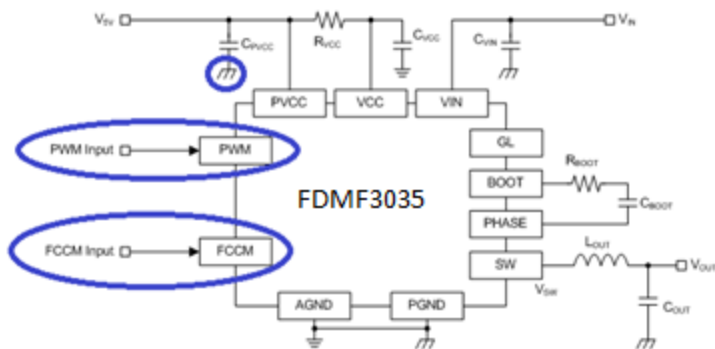 V5V
CPVCC
RVCC
CVCC
CVIN
VIN
PVCC
VCC
VIN
PWM Input
PWM
GL
BOOT
RBOOT
CBOOT
FDMF3035
PHASE
FCCM Input
FCCM
SW
LOUT
VOUT
VSW
COUT
AGND
PGND